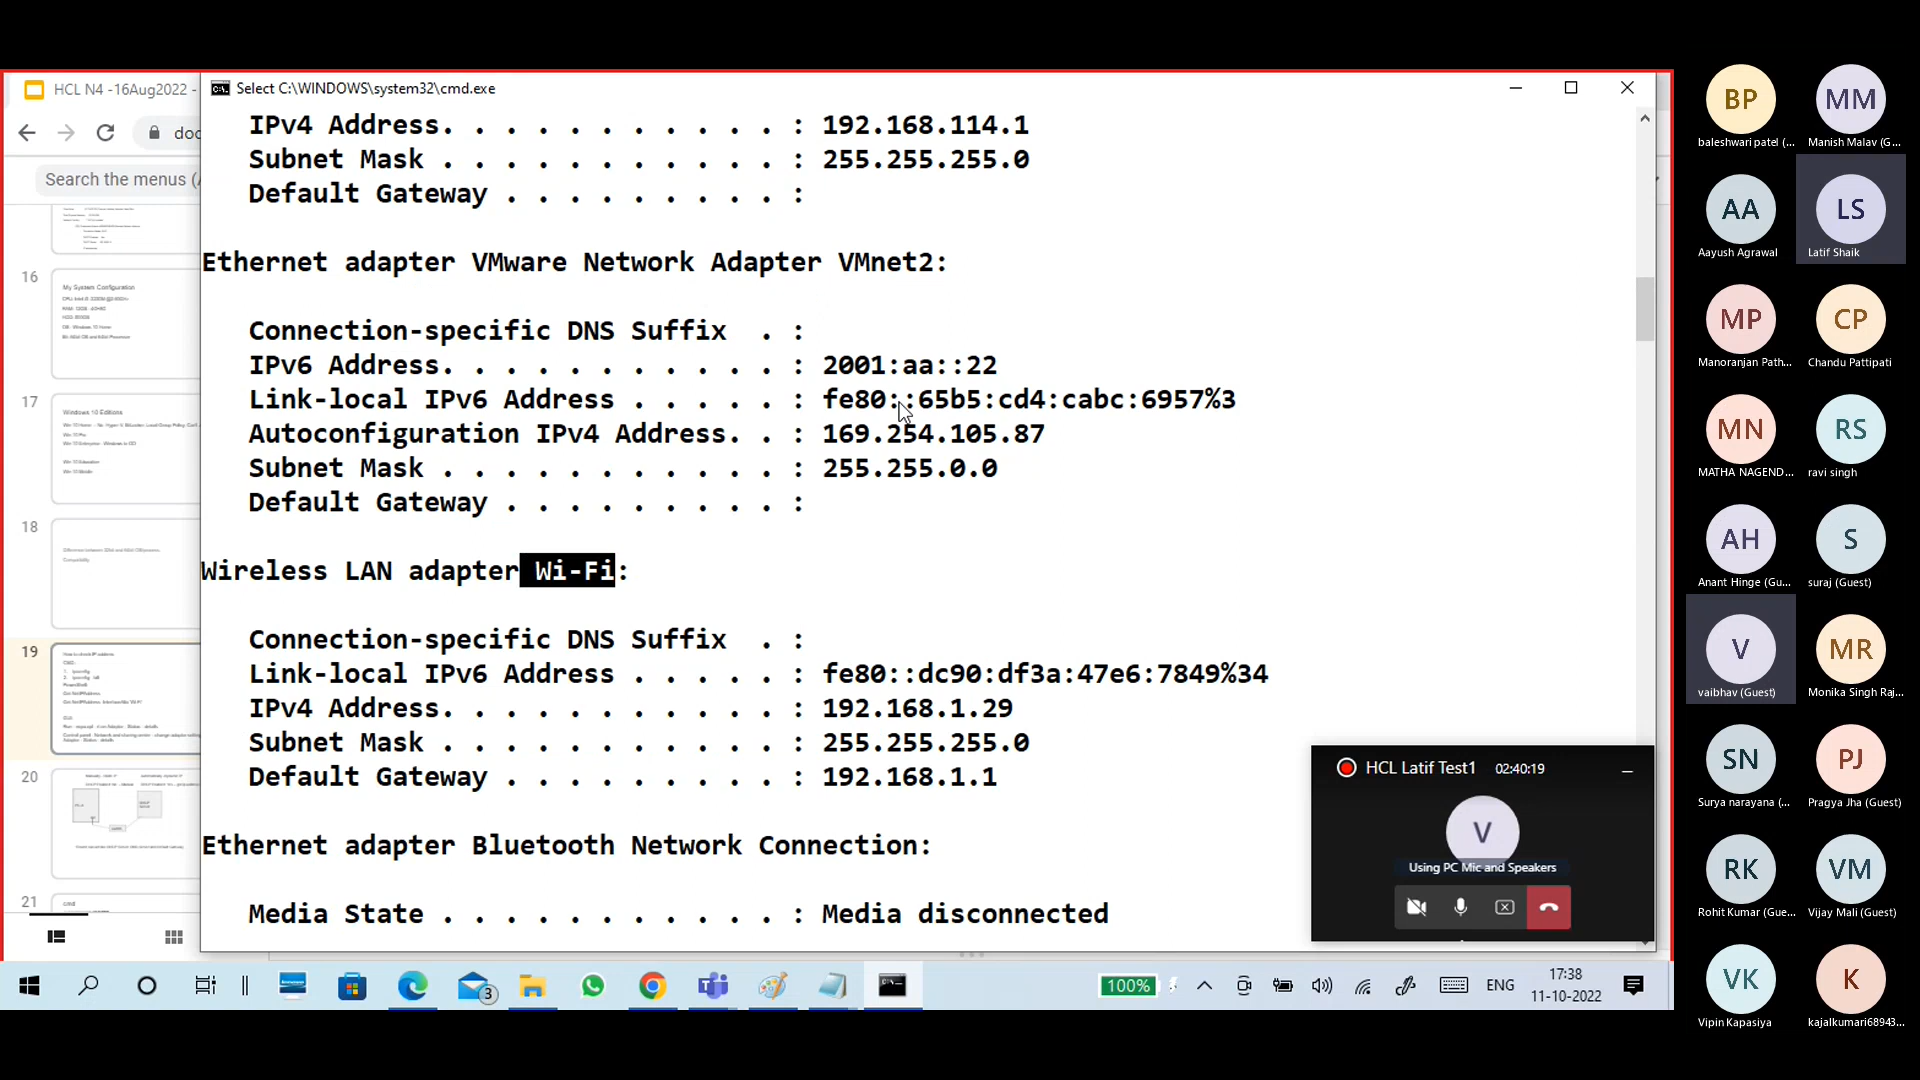 HCL N4 -16Aug2022 -
Select C:\WINDOWS\system32\cmd.exe
doc
Search the menus (
IPv4 Address. . . . . . . . . . . : 192.168.114.1
Subnet Mask . . . . . . . . . . . : 255.255.255.0
Default Gateway . . . . . . . . . :
Ethernet adapter VMware Network Adapter VMnet2:
Connection-specific DNS Suffix  . :
IPv6 Address. . . . . . . . . . . : 2001:aa::22
Link-local IPv6 Address . . . . . : fe80::65b5:cd4:cabc:6957%3
Autoconfiguration IPv4 Address. . : 169.254.105.87
Subnet Mask . . . . . . . . . . . : 255.255.0.0
Default Gateway . . . . . . . . . :
Wireless LAN adapter Wi-Fi:
Connection-specific DNS Suffix  . :
Link-local IPv6 Address . . . . . : fe80::dc90:df3a:47e6:7849%34
IPv4 Address. . . . . . . . . . . : 192.168.1.29
Subnet Mask . . . . . . . . . . . : 255.255.255.0
Default Gateway . . . . . . . . . : 192.168.1.1
Ethernet adapter Bluetooth Network Connection:
Media State . . . . . . . . . . . : Media disconnected
16
My System Configuration
17
Windows 10 Editions
18
19
20
21
HCL Latif Test1 02:40:19
V
Using PC Mic and Speakers
3
100%
ENG
17:38
11-10-2022
BP MM
baleshwari patel (... Manish Malav (G...
AA LS
Aayush Agrawal Latif Shaik
MP CP
Manoranjan Path... Chandu Pattipati
MN RS
MATHA NAGEND... ravi singh
AH S
Anant Hinge (Gu... suraj (Guest)
V MR
vaibhav (Guest) Monika Singh Raj...
SN PJ
Surya narayana (... Pragya Jha (Guest)
RK VM
Rohit Kumar (Gue... Vijay Mali (Guest)
VK K
Vipin Kapasiya kajalkumari68943...